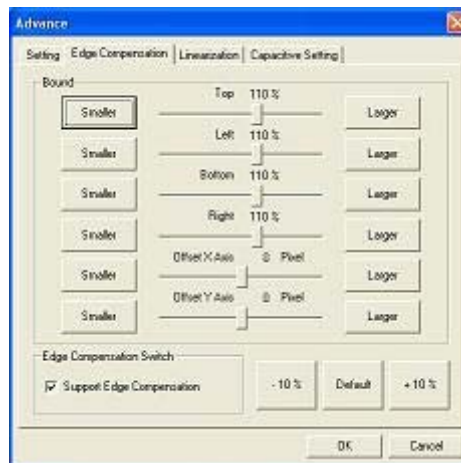 Advance
Setting Edge Compensation Linearization Capacitive Setting
Bound
Top 110 %
Smaller Larger
Left 110 %
Smaller Larger
Bottom 110 %
Smaller Larger
Right 110 %
Smaller Larger
Offset X Axis 0 Pixel
Smaller Larger
Offset Y Axis 0 Pixel
Smaller Larger
Edge Compensation Switch
Support Edge Compensation
- 10 % Default + 10 %
OK Cancel